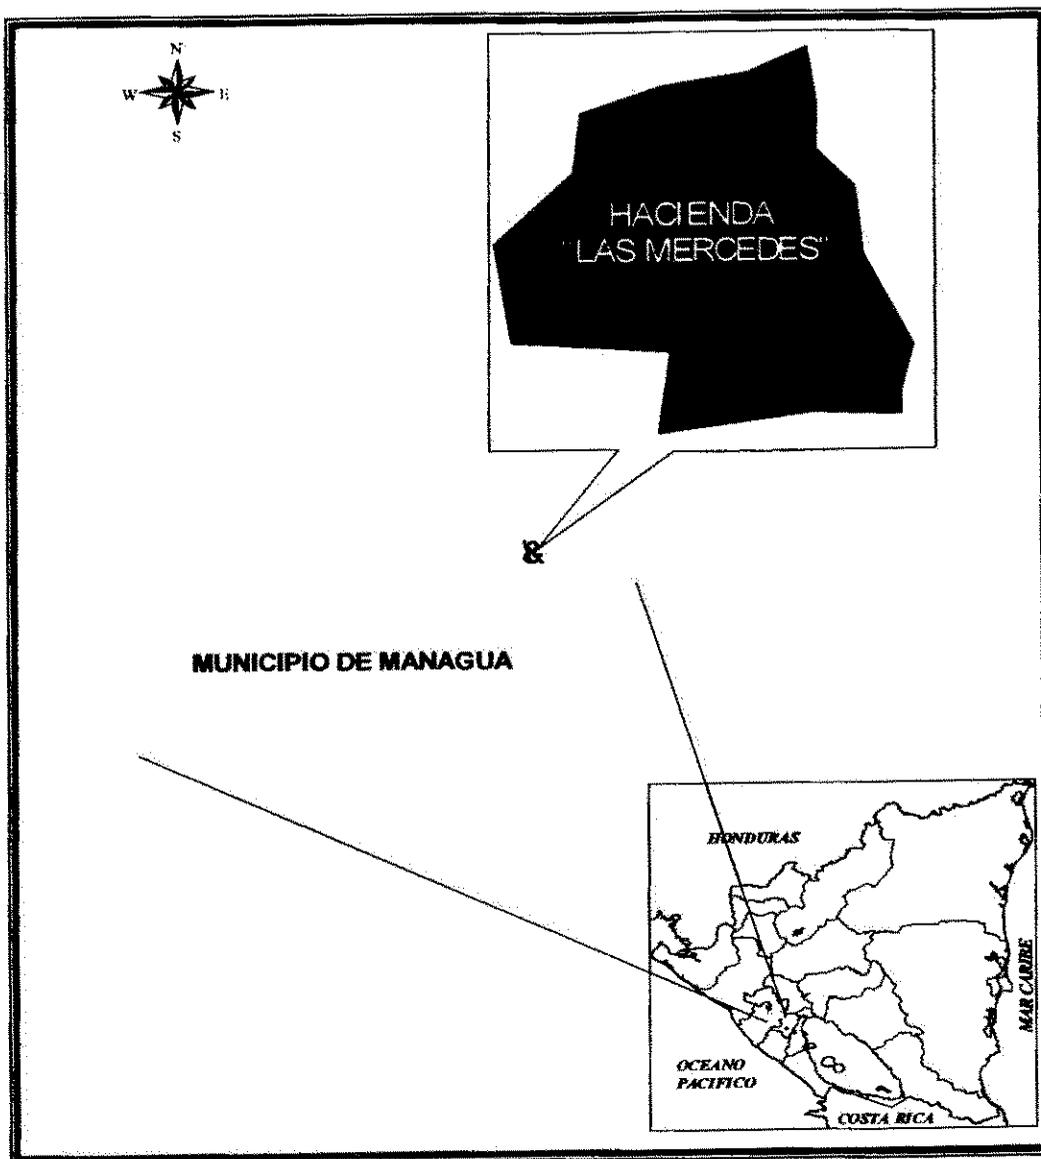 N
W E
S
HACIENDA
"LAS MERCEDES"
&
MUNICIPIO DE MANAGUA
HONDURAS
MAR CARIBE
OCEANO
PACIFICO
COSTA RICA